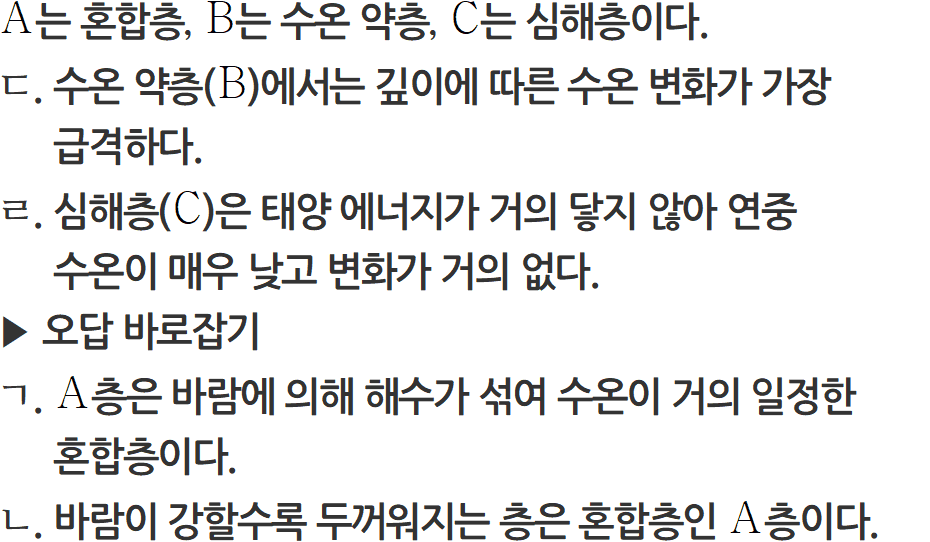 A는 혼합층, B는 수온 약층, C는 심해층이다.
ㄷ. 수온 약층(B)에서는 깊이에 따른 수온 변화가 가장
급격하다.
ㄹ. 심해층(C)은 태양 에너지가 거의 닿지 않아 연중
수온이 매우 낮고 변화가 거의 없다.
▶ 오답 바로잡기
ㄱ. A층은 바람에 의해 해수가 섞여 수온이 거의 일정한
혼합층이다.
ㄴ. 바람이 강할수록 두꺼워지는 층은 혼합층인 A층이다.